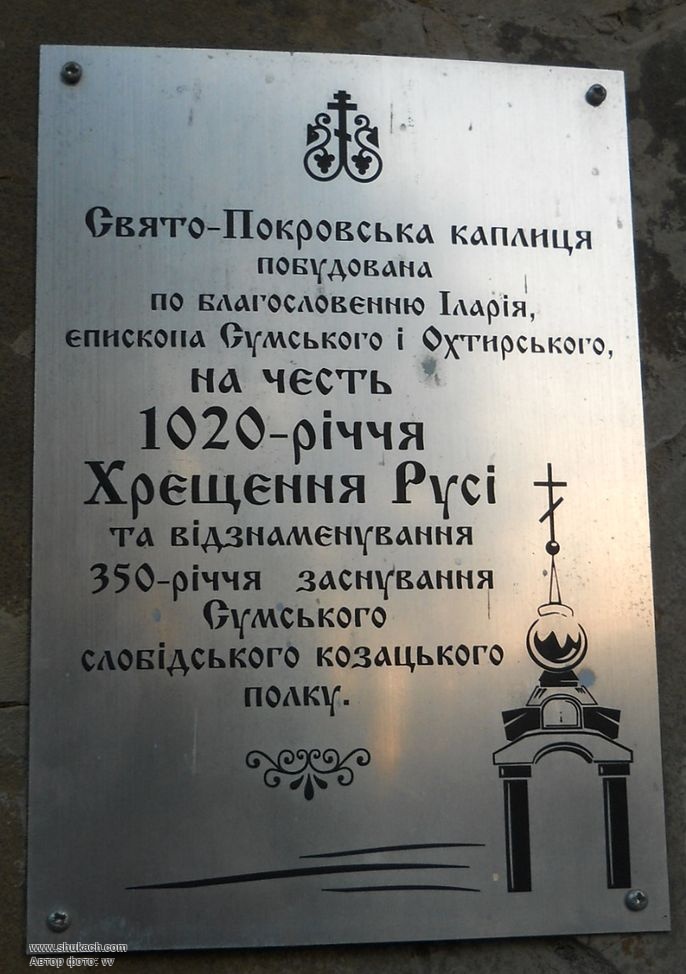 Свято-Покровська каплиця
побудована
по благословенню Іларія,
єпископа Сумського і Охтирського,
на честь
1020-річчя
Хрещення Русі
та відзнаменування
350-річчя заснування
Сумського
слобідського козацького
полку.
www.shukach.com
Автор фото: vv